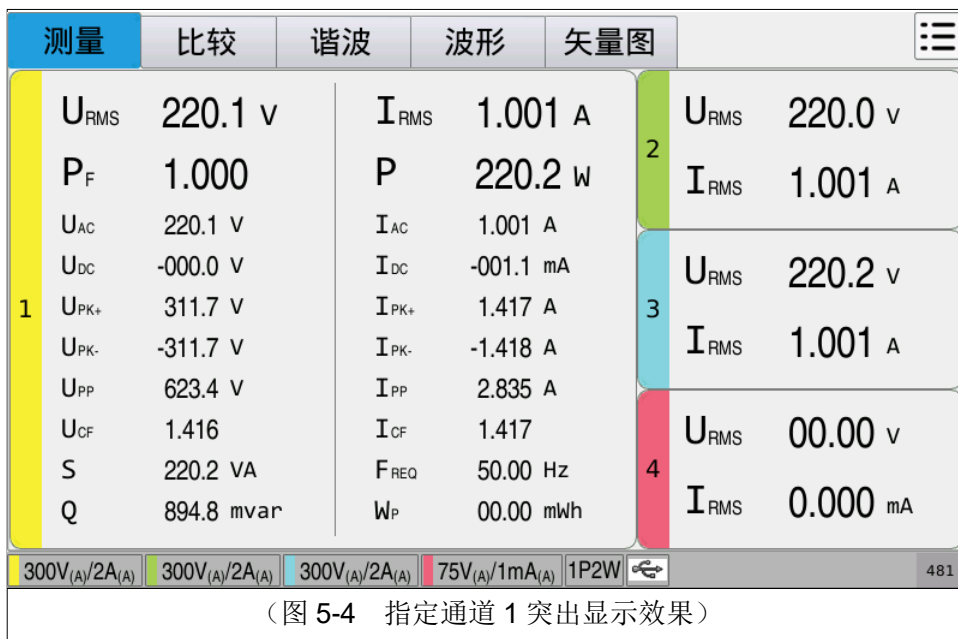 测量 比较 谐波 波形 矢量图
1
URMS 220.1 V IRMS 1.001 A
PF 1.000 P 220.2 W
UAC 220.1 V IAC 1.001 A
UDC -000.0 V IDC -001.1 mA
UPK+ 311.7 V IPK+ 1.417 A
UPK- -311.7 V IPK- -1.418 A
UPP 623.4 V IPP 2.835 A
UCF 1.416 ICF 1.417
S 220.2 VA FREQ 50.00 Hz
Q 894.8 mvar WP 00.00 mWh
2
URMS 220.0 V
IRMS 1.001 A
3
URMS 220.2 V
IRMS 1.001 A
4
URMS 00.00 V
IRMS 0.000 mA
300V(A)/2A(A) 300V(A)/2A(A) 300V(A)/2A(A) 75V(A)/1mA(A) 1P2W 481
（图 5-4 指定通道 1 突出显示效果）